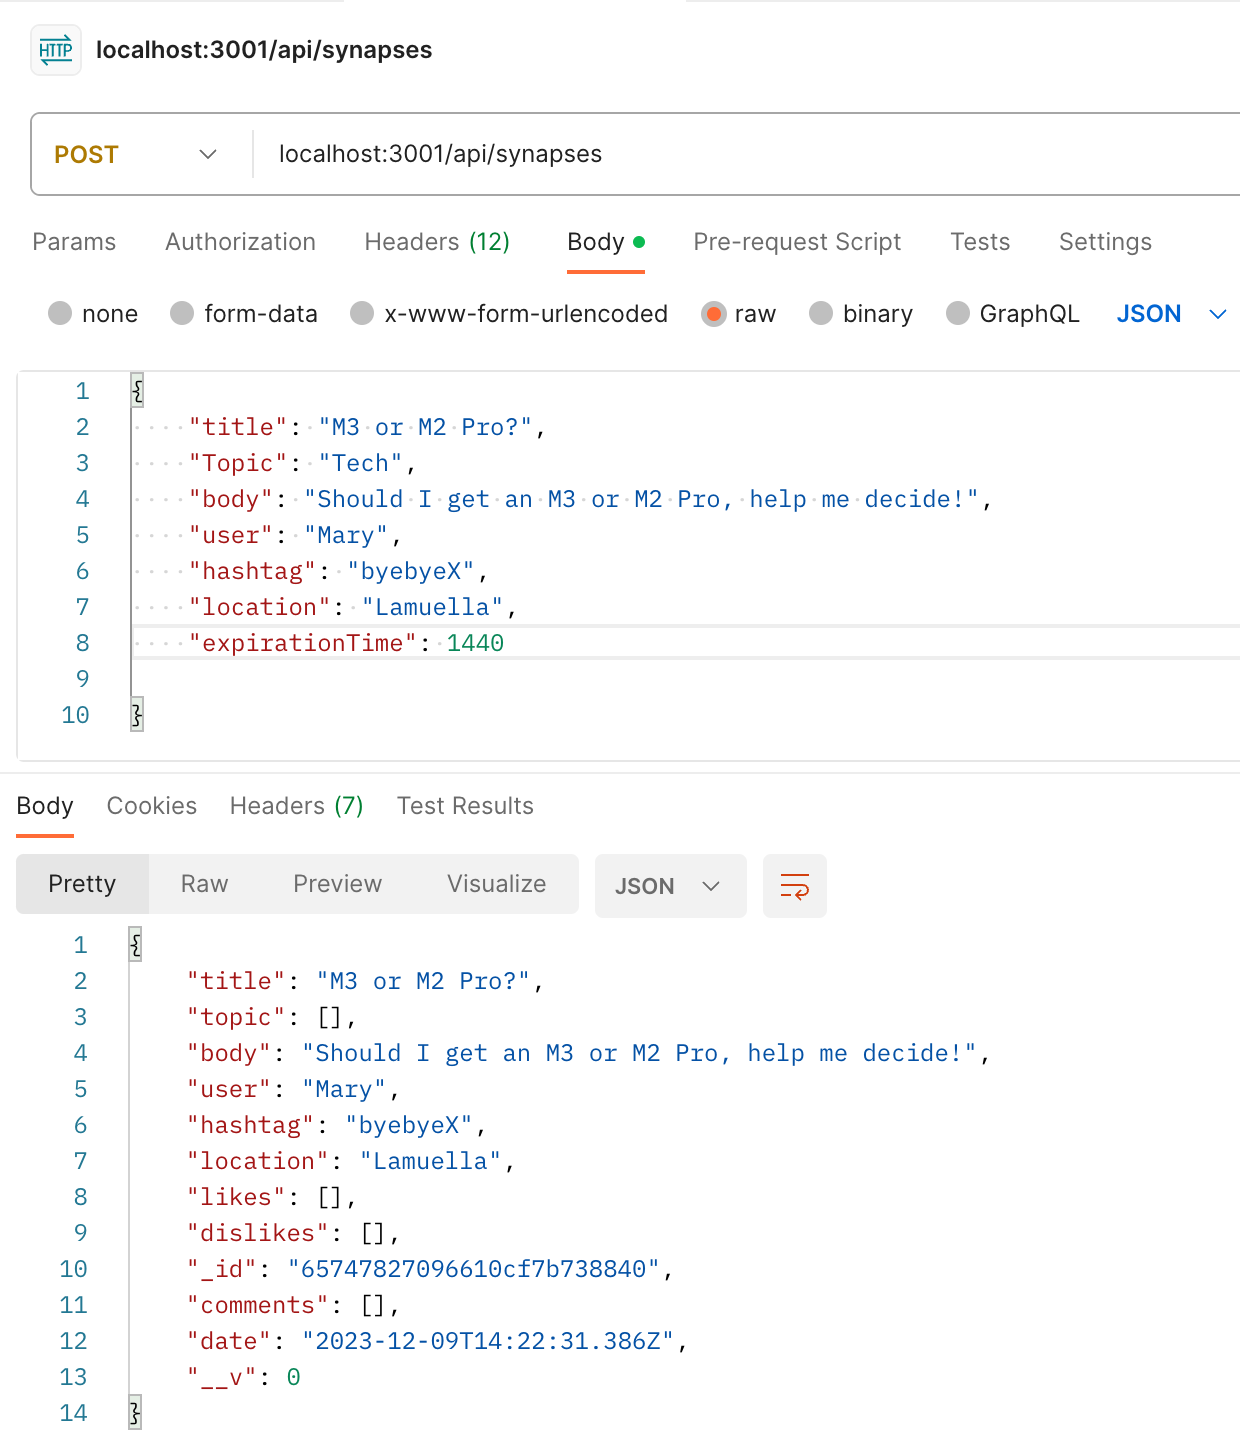 HTTP localhost:3001/api/synapses
POST localhost:3001/api/synapses
Params Authorization Headers (12) Body Pre-request Script Tests Settings
none form-data x-www-form-urlencoded raw binary GraphQL JSON
1 {
2 "title": "M3 or M2 Pro?",
3 "Topic": "Tech",
4 "body": "Should I get an M3 or M2 Pro, help me decide!",
5 "user": "Mary",
6 "hashtag": "byebyeX",
7 "location": "Lamuella",
8 "expirationTime": 1440
9
10 }
Body Cookies Headers (7) Test Results
Pretty Raw Preview Visualize JSON
1 {
2 "title": "M3 or M2 Pro?",
3 "topic": [],
4 "body": "Should I get an M3 or M2 Pro, help me decide!",
5 "user": "Mary",
6 "hashtag": "byebyeX",
7 "location": "Lamuella",
8 "likes": [],
9 "dislikes": [],
10 "_id": "65747827096610cf7b738840",
11 "comments": [],
12 "date": "2023-12-09T14:22:31.386Z",
13 "__v": 0
14 }